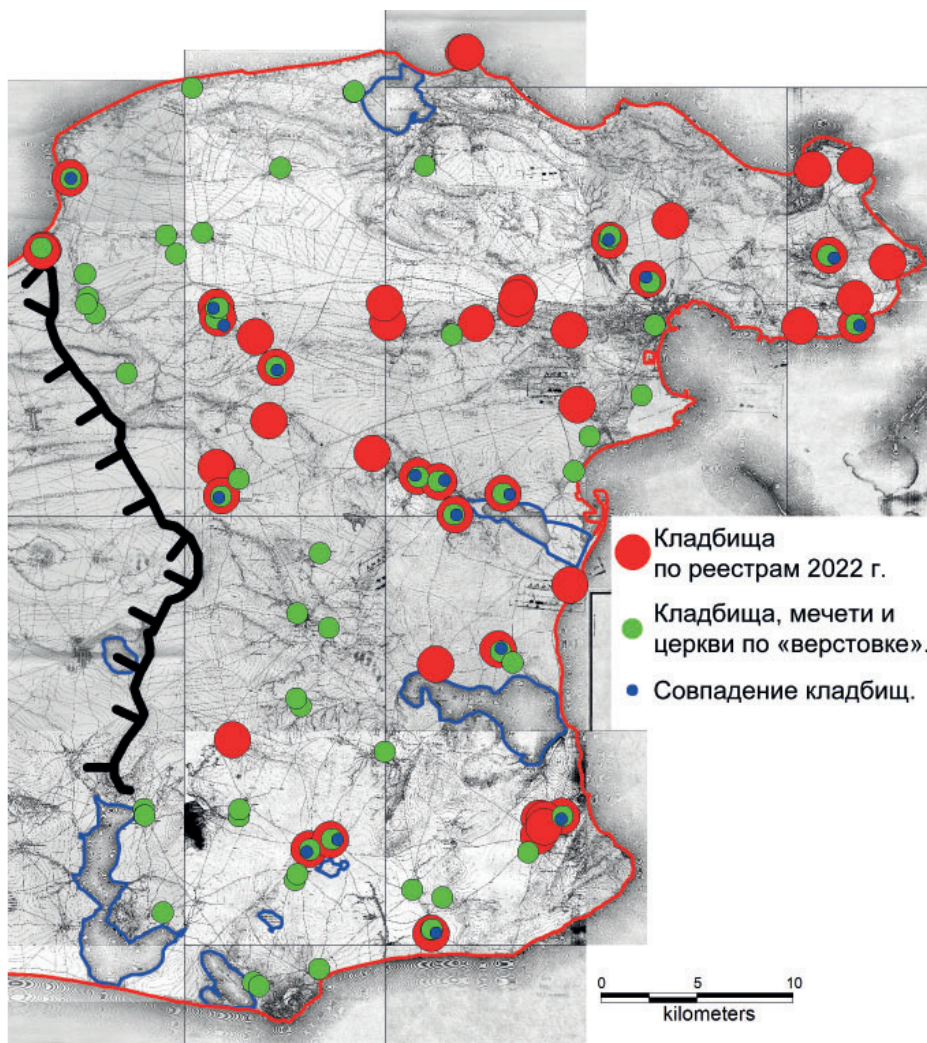 Кладбища
по реестрам 2022 г.
Кладбища, мечети и
церкви по «верстовке».
Совпадение кладбищ.
0 5 10
kilometers